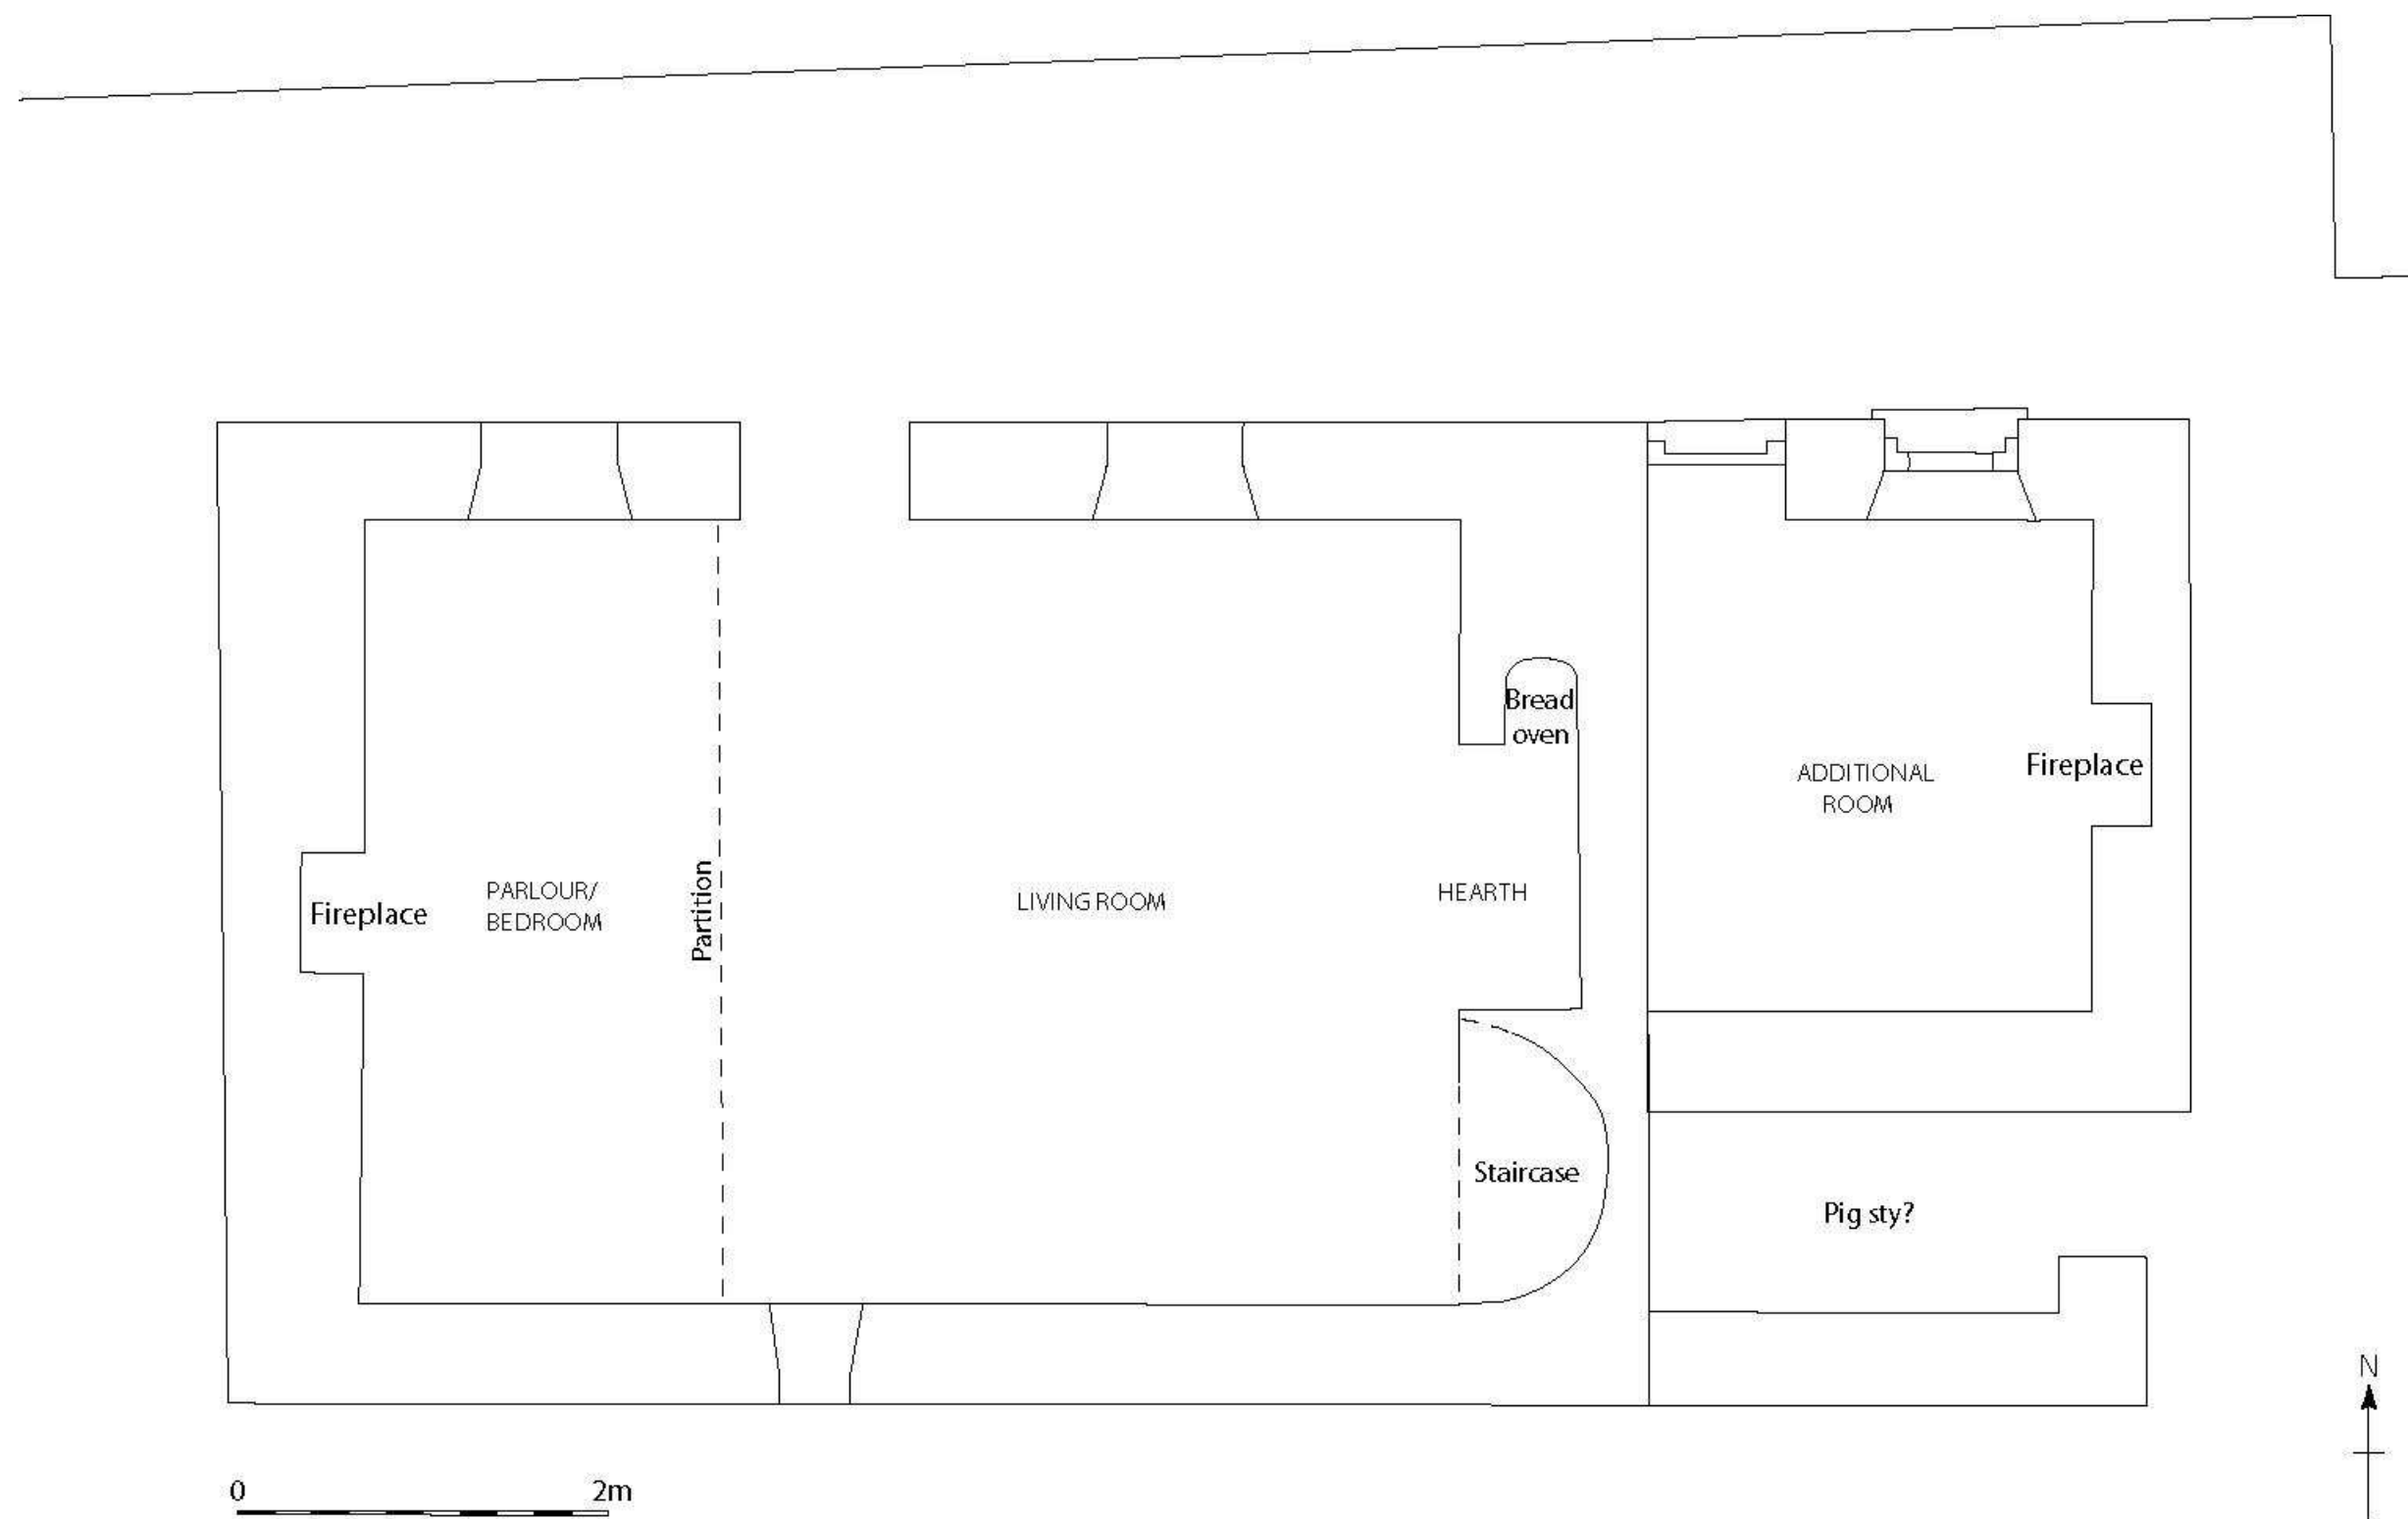 Bread
oven
ADDITIONAL
ROOM
Fireplace
Fireplace
PARLOUR/
BEDROOM
Partition
LIVING ROOM
HEARTH
Staircase
Pig sty?
N
0 2m